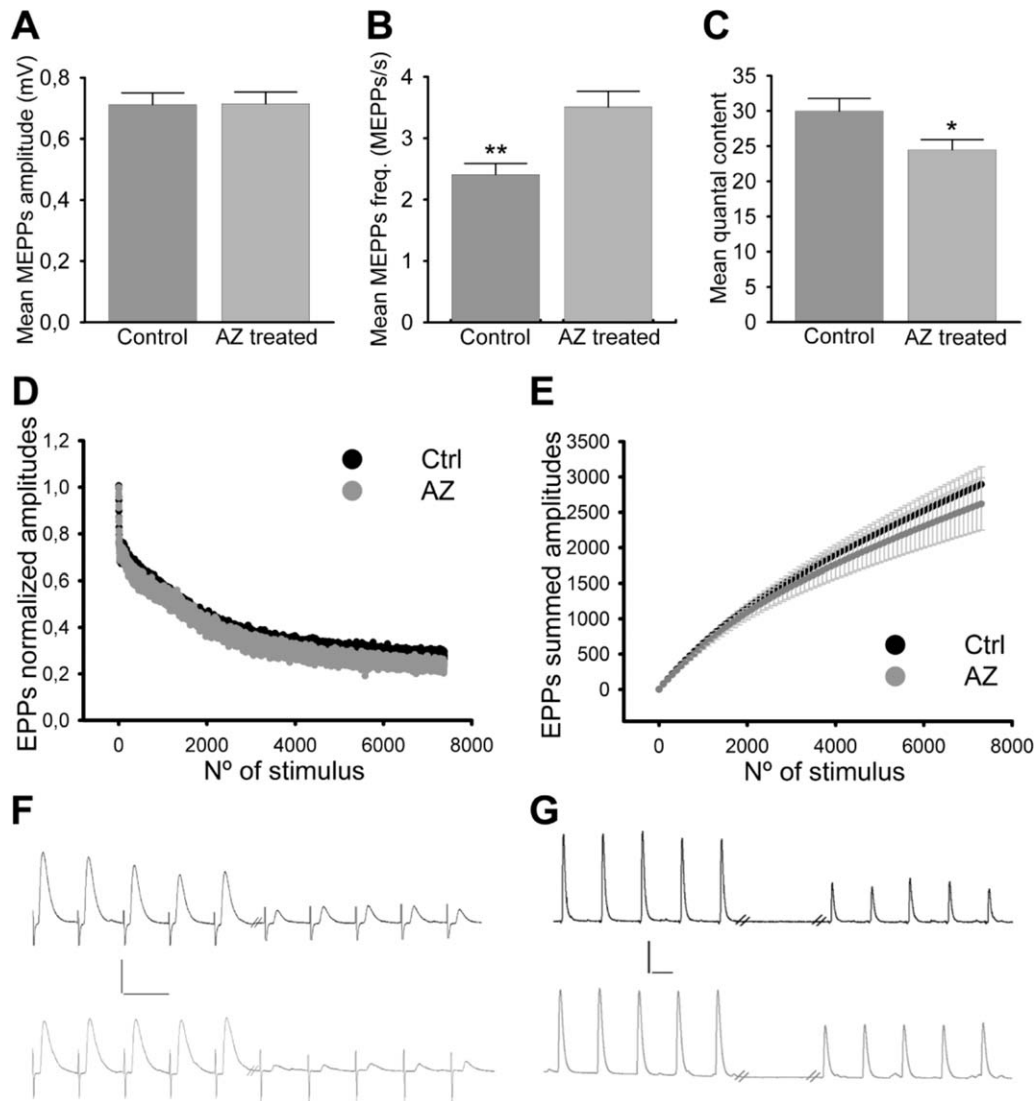 A
Mean MEPPs amplitude (mV)
0,8
0,6
0,4
0,2
0,0
Control
AZ treated
B
Mean MEPPs freq. (MEPPs/s)
4
3
2
1
0
**
Control
AZ treated
C
Mean quantal content
35
30
25
20
15
10
5
0
*
Control
AZ treated
D
EPPs normalized amplitudes
1,2
1,0
0,8
0,6
0,4
0,2
0,0
Ctrl
AZ
0 2000 4000 6000 8000
Nº of stimulus
E
EPPs summed amplitudes
3500
3000
2500
2000
1500
1000
500
0
Ctrl
AZ
0 2000 4000 6000 8000
Nº of stimulus
F
G